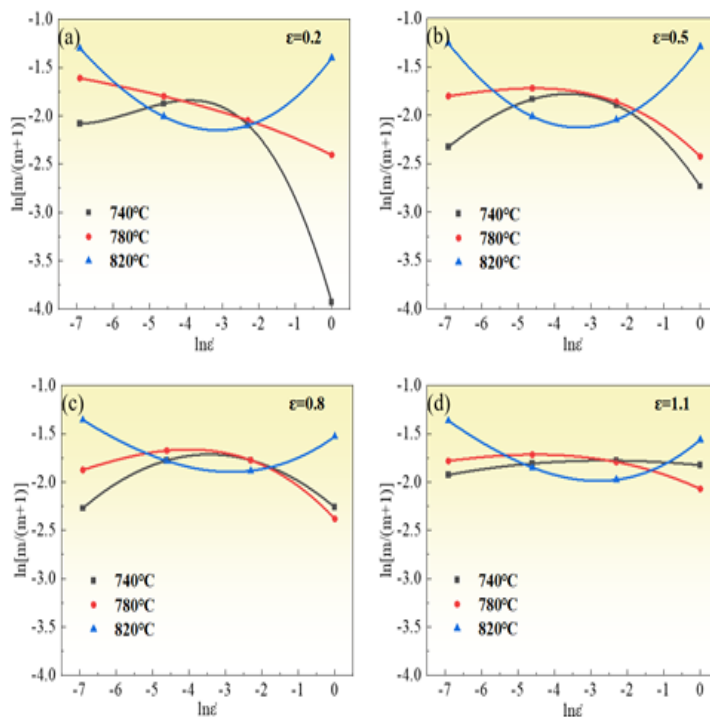 (a)
ε=0.2
-1.0
-1.5
-2.0
-2.5
-3.0
-3.5
-4.0
ln[m/(m+1)]
740°C
780°C
820°C
-7 -6 -5 -4 -3 -2 -1 0
lnε̇
(b)
ε=0.5
-1.0
-1.5
-2.0
-2.5
-3.0
-3.5
-4.0
ln[m/(m+1)]
740°C
780°C
820°C
-7 -6 -5 -4 -3 -2 -1 0
lnε̇
(c)
ε=0.8
-1.0
-1.5
-2.0
-2.5
-3.0
-3.5
-4.0
ln[m/(m+1)]
740°C
780°C
820°C
-7 -6 -5 -4 -3 -2 -1 0
lnε̇
(d)
ε=1.1
-1.0
-1.5
-2.0
-2.5
-3.0
-3.5
-4.0
ln[m/(m+1)]
740°C
780°C
820°C
-7 -6 -5 -4 -3 -2 -1 0
lnε̇